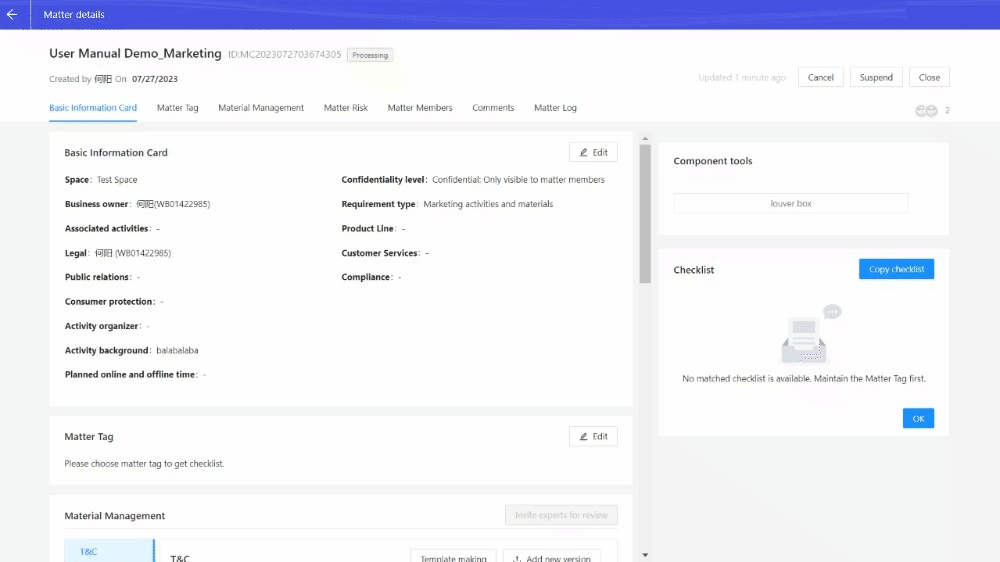 Matter details
User Manual Demo_Marketing ID:MC2023072703674305 Processing
Created by 何阳 On 07/27/2023
Updated 1 minute ago Cancel Suspend Close
Basic Information Card Matter Tag Material Management Matter Risk Matter Members Comments Matter Log
2
Basic Information Card
Edit
Space: Test Space
Confidentiality level: Confidential: Only visible to matter members
Business owner: 何阳(WB01422985)
Requirement type: Marketing activities and materials
Associated activities: -
Product Line: -
Legal: 何阳 (WB01422985)
Customer Services: -
Public relations: -
Compliance: -
Consumer protection: -
Activity organizer: -
Activity background: balabalaba
Planned online and offline time: -
Matter Tag
Edit
Please choose matter tag to get checklist.
Material Management
Invite experts for review
T&C
T&C
Template making
Add new version
Component tools
louver box
Checklist
Copy checklist
No matched checklist is available. Maintain the Matter Tag first.
OK